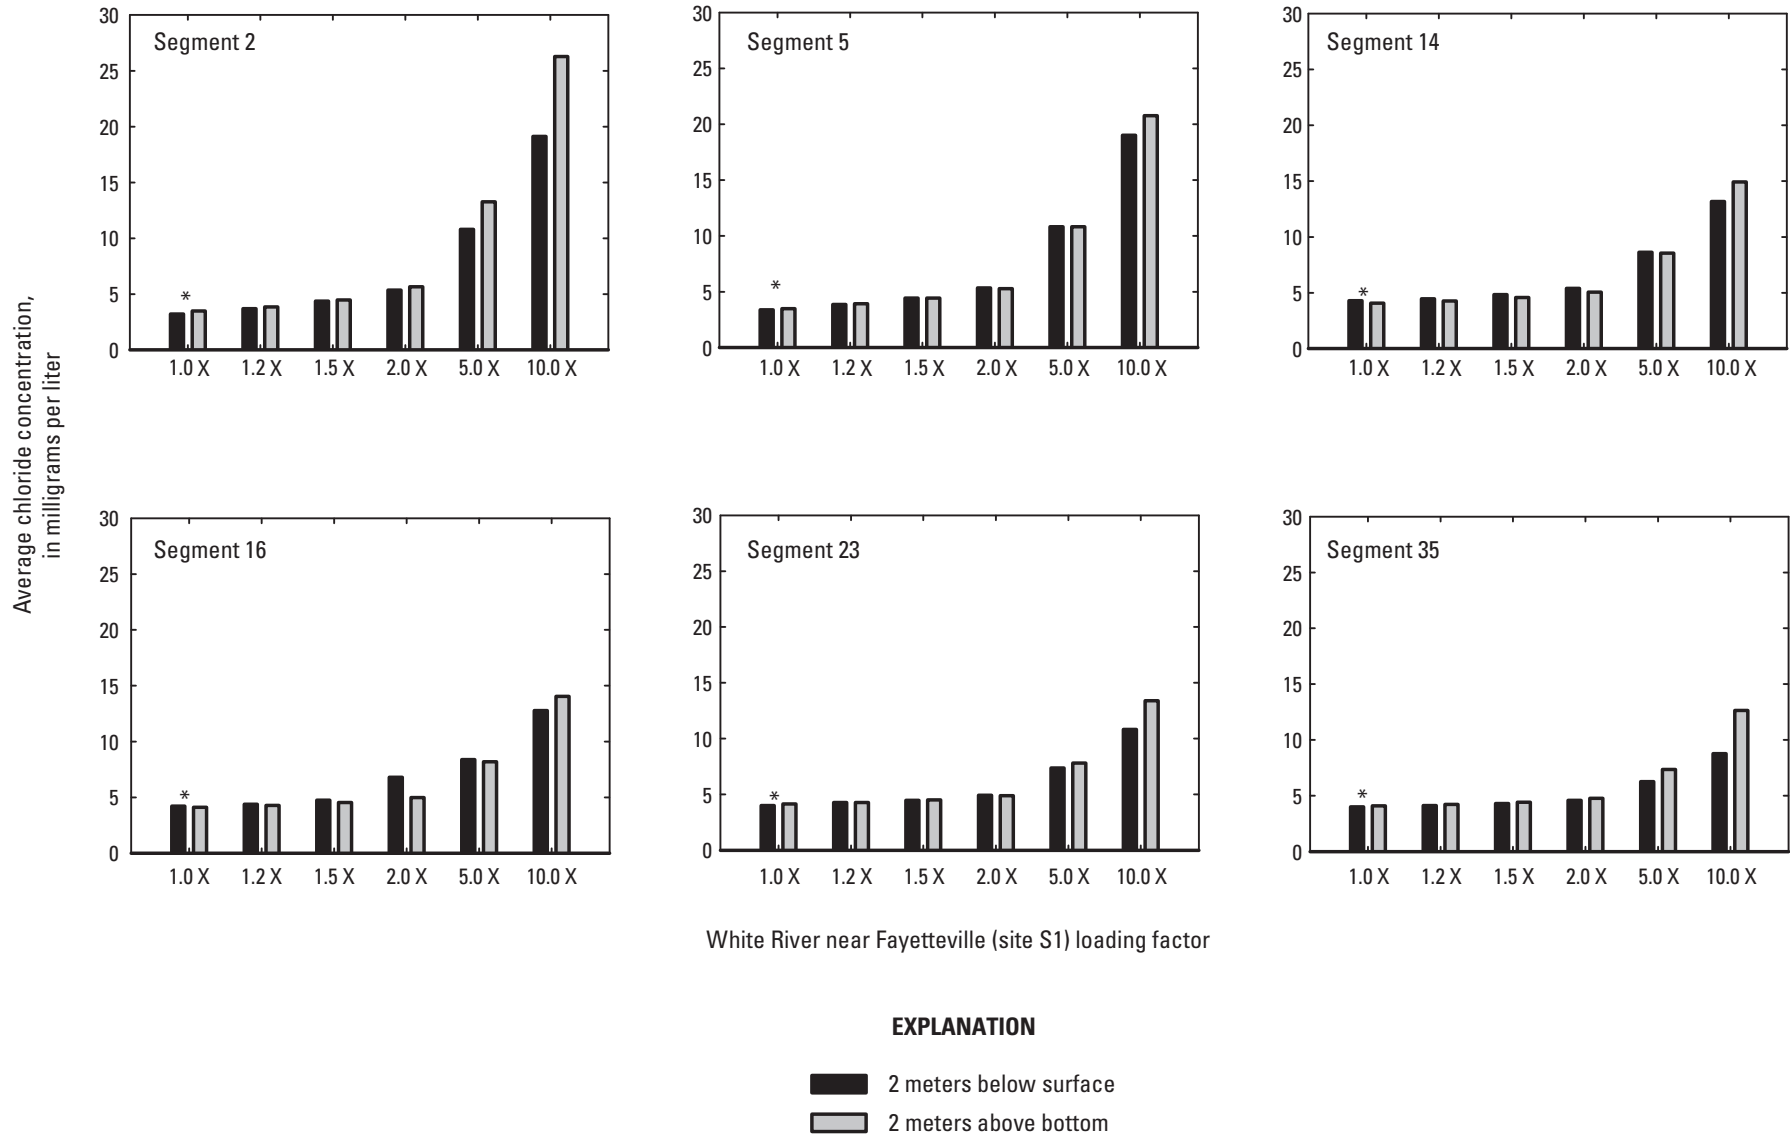 Average chloride concentration,
in milligrams per liter
Segment 2
30
25
20
15
10
5
0
*
1.0 X 1.2 X 1.5 X 2.0 X 5.0 X 10.0 X
Segment 5
30
25
20
15
10
5
0
*
1.0 X 1.2 X 1.5 X 2.0 X 5.0 X 10.0 X
Segment 14
30
25
20
15
10
5
0
*
1.0 X 1.2 X 1.5 X 2.0 X 5.0 X 10.0 X
Segment 16
30
25
20
15
10
5
0
*
1.0 X 1.2 X 1.5 X 2.0 X 5.0 X 10.0 X
Segment 23
30
25
20
15
10
5
0
*
1.0 X 1.2 X 1.5 X 2.0 X 5.0 X 10.0 X
Segment 35
30
25
20
15
10
5
0
*
1.0 X 1.2 X 1.5 X 2.0 X 5.0 X 10.0 X
White River near Fayetteville (site S1) loading factor
EXPLANATION
2 meters below surface
2 meters above bottom